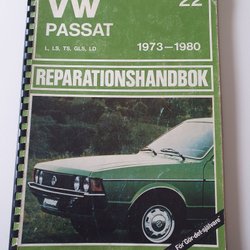 22
VW
PASSAT
L, LS, TS, GLS, LD
1973–1980
REPARATIONSHANDBOK
För Gör-det-självare